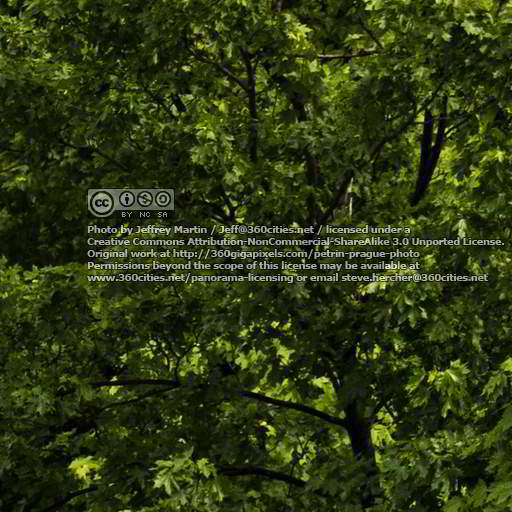 cc
BY NC SA
Photo by Jeffrey Martin / Jeff@360cities.net / licensed under a
Creative Commons Attribution-NonCommercial-ShareAlike 3.0 Unported License.
Original work at http://360gigapixels.com/petrin-prague-photo
Permissions beyond the scope of this license may be available at
www.360cities.net/panorama-licensing or email steve.hercher@360cities.net